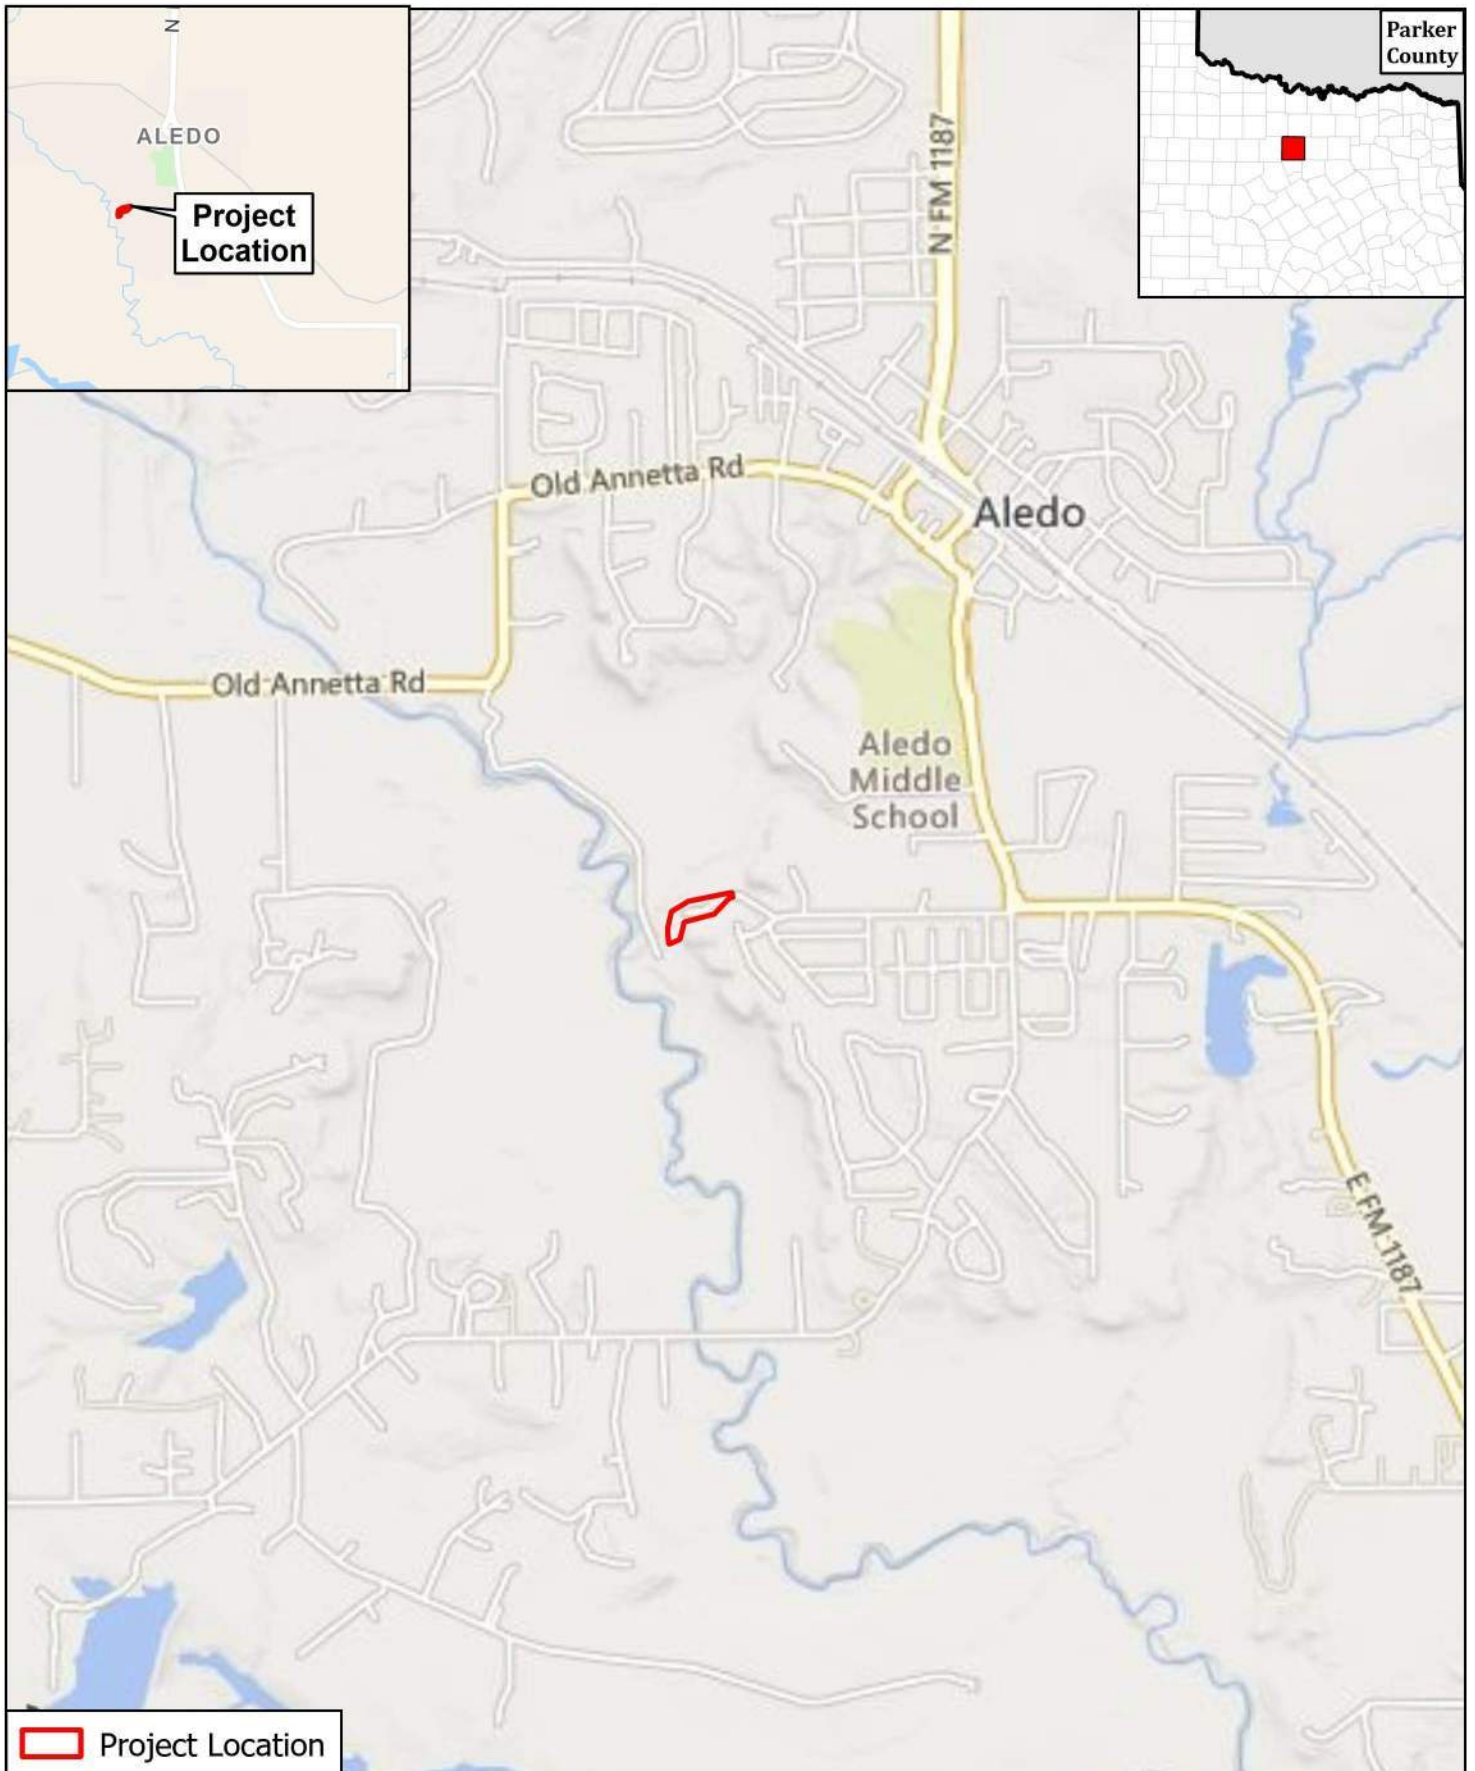 N
ALEDO
Project
Location
Parker
County
N FM 1187
Old Annetta Rd
Aledo
Old Annetta Rd
Aledo
Middle
School
E FM 1187
Project Location